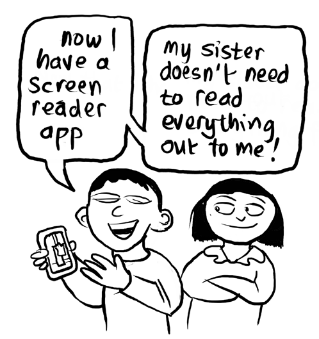 now I
have a
screen
reader
app
my sister
doesn't need
to read
everything
out to me!